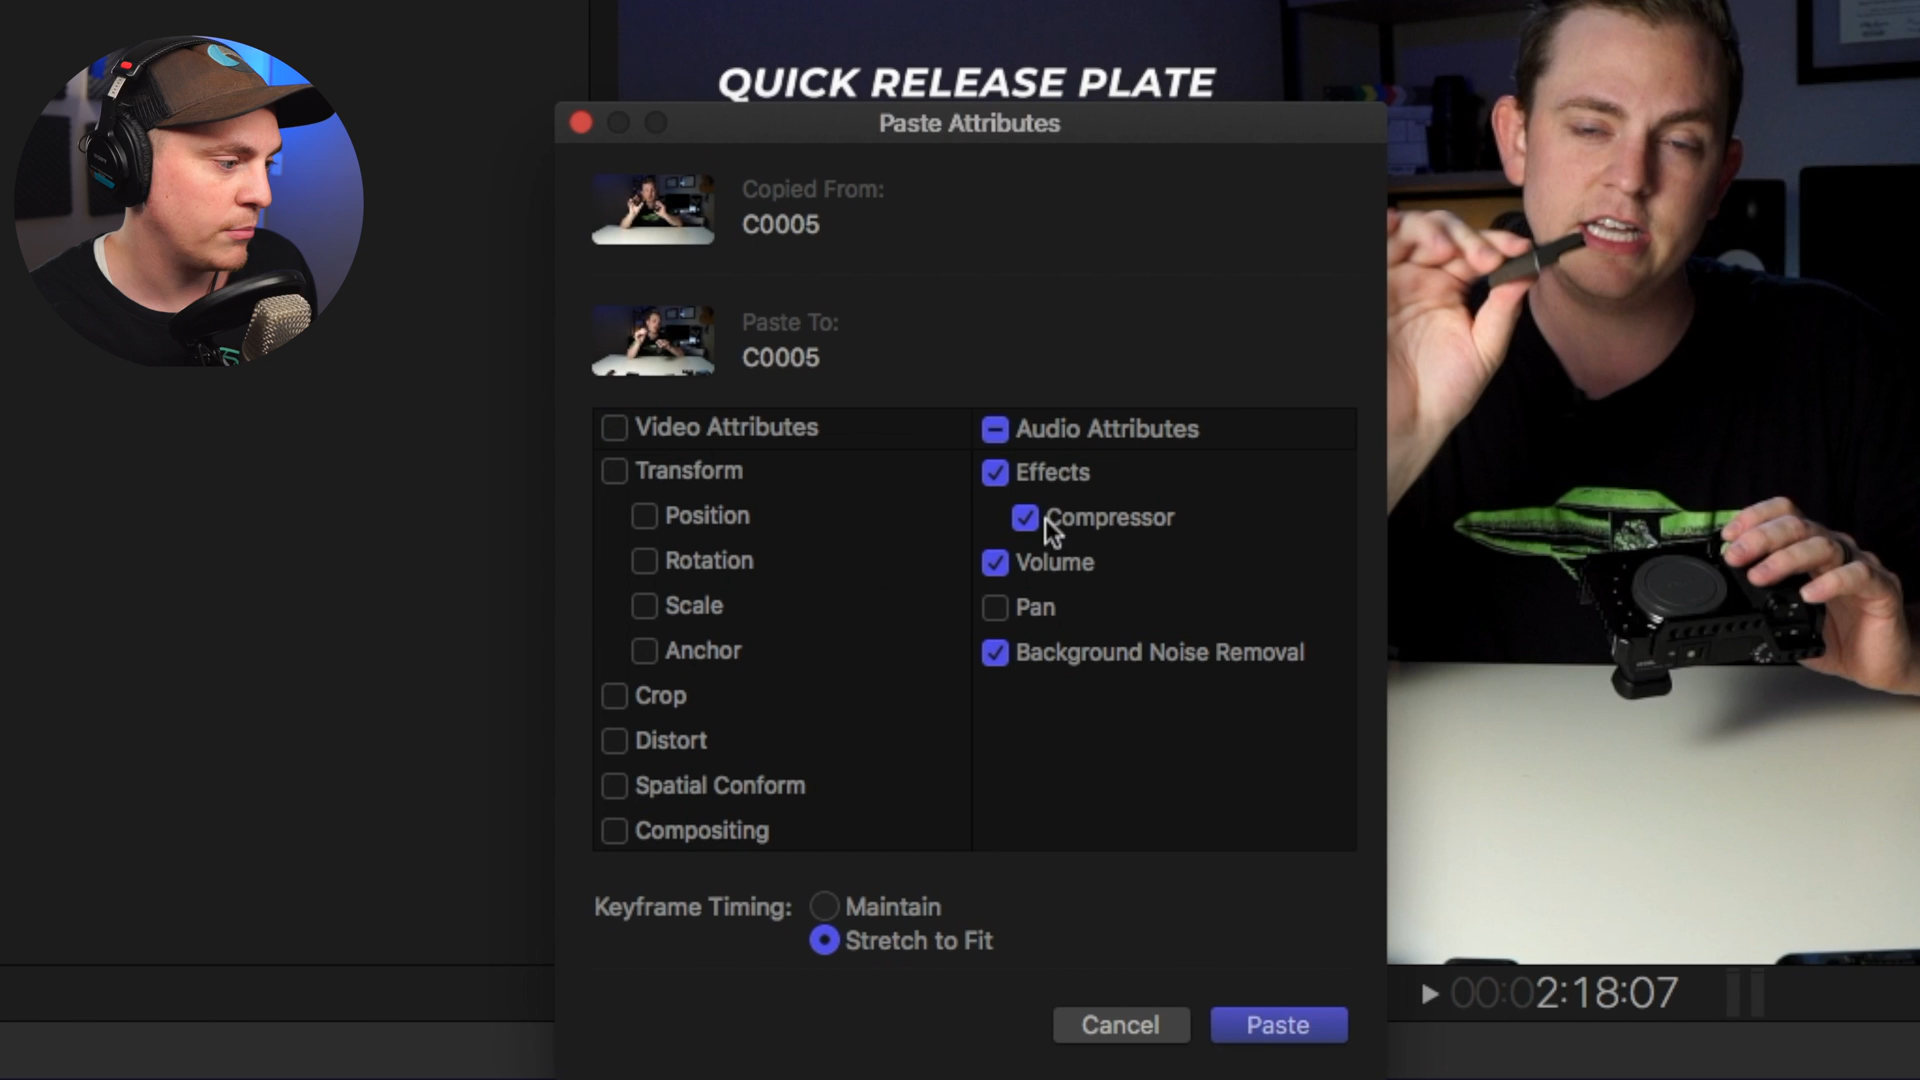 QUICK RELEASE PLATE
Paste Attributes
Copied From:
C0005
Paste To:
C0005
Video Attributes
Transform
Position
Rotation
Scale
Anchor
Crop
Distort
Spatial Conform
Compositing
Audio Attributes
Effects
Compressor
Volume
Pan
Background Noise Removal
Keyframe Timing:
Maintain
Stretch to Fit
Cancel
Paste
00:02:18:07